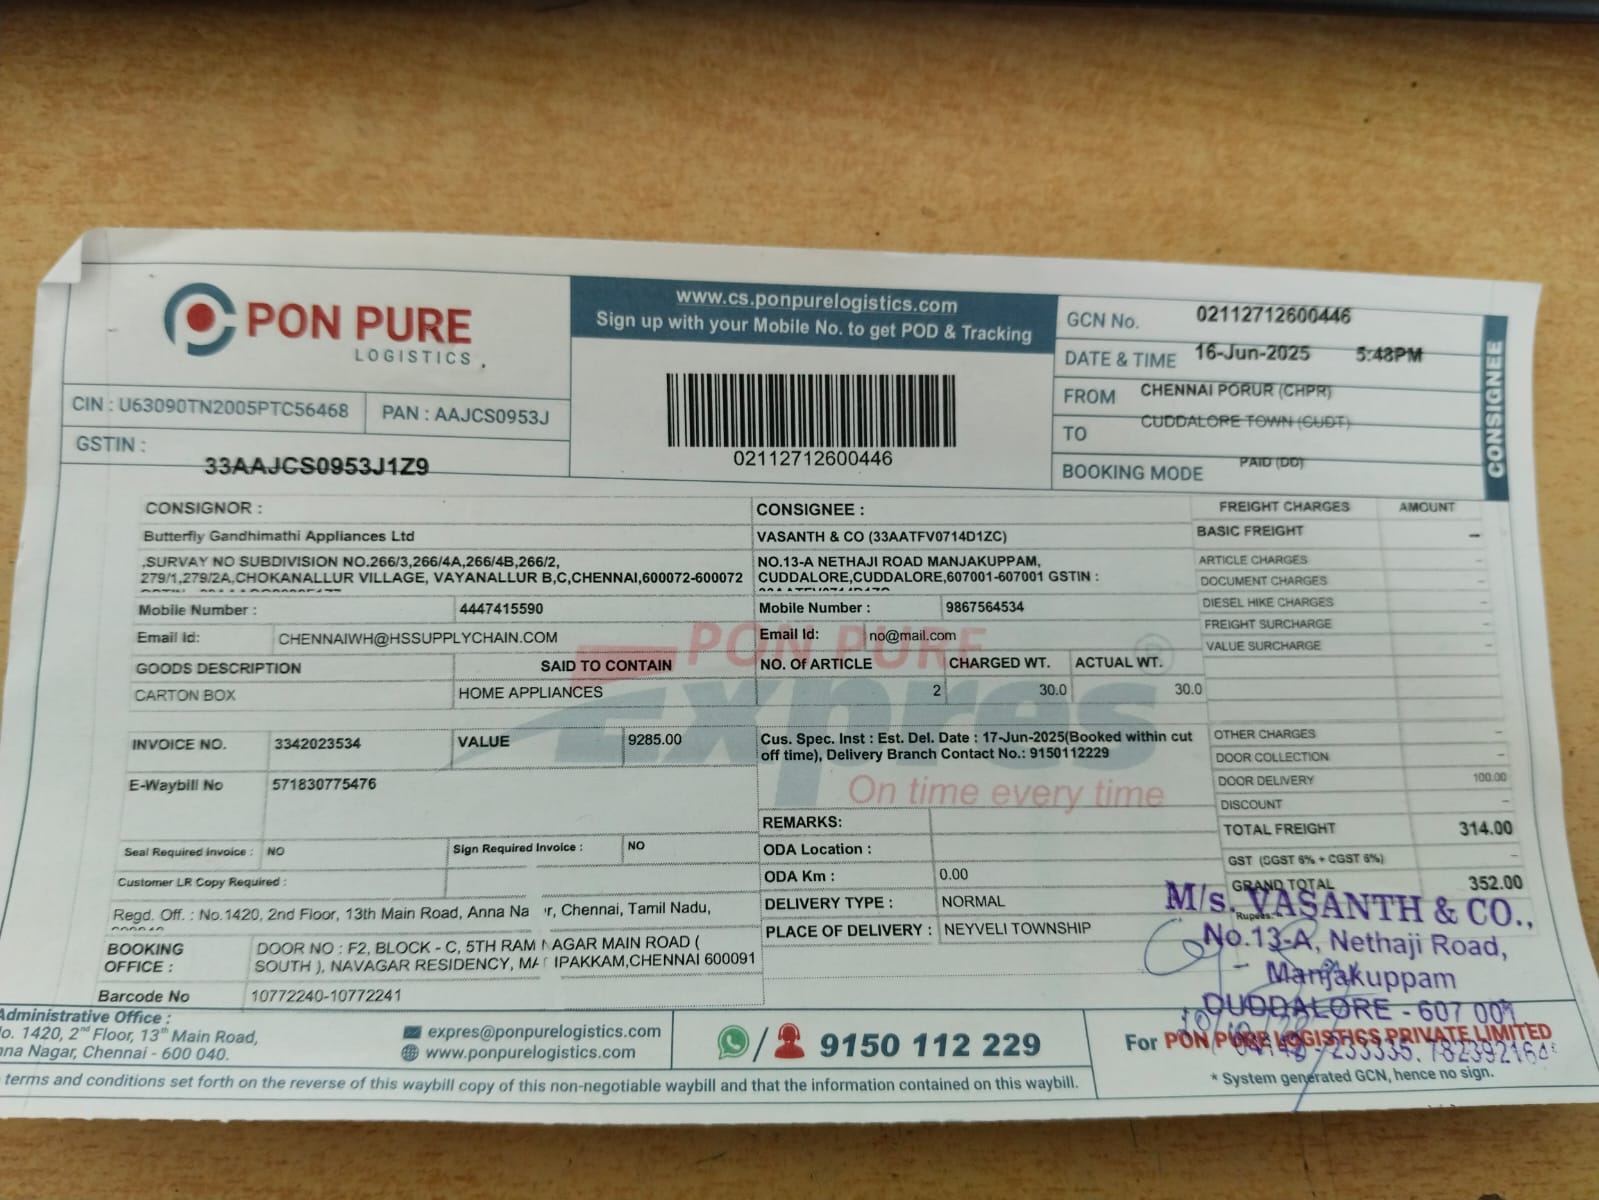 PON PURE
LOGISTICS
www.cs.ponpurelogistics.com
Sign up with your Mobile No. to get POD & Tracking
02112712600446
CIN : U63090TN2005PTC56468
PAN : AAJCS0953J
GSTIN :
33AAJCS0953J1Z9
GCN No. 02112712600446
DATE & TIME 16-Jun-2025 5:48PM
FROM CHENNAI PORUR (CHPR)
TO CUDDALORE TOWN (CUDT)
BOOKING MODE PAID (DD)
CONSIGNEE
CONSIGNOR :
Butterfly Gandhimathi Appliances Ltd
,SURVAY NO SUBDIVISION NO.266/3,266/4A,266/4B,266/2,
279/1,279/2A,CHOKANALLUR VILLAGE, VAYANALLUR B,C,CHENNAI,600072-600072
Mobile Number : 4447415590
Email Id: CHENNAIWH@HSSUPPLYCHAIN.COM
CONSIGNEE :
VASANTH & CO (33AATFV0714D1ZC)
NO.13-A NETHAJI ROAD MANJAKUPPAM,
CUDDALORE,CUDDALORE,607001-607001 GSTIN :
Mobile Number : 9867564534
Email Id: no@mail.com
GOODS DESCRIPTION SAID TO CONTAIN NO. Of ARTICLE CHARGED WT. ACTUAL WT.
CARTON BOX HOME APPLIANCES 2 30.0 30.0
PON PURE
Expres
On time every time
INVOICE NO. 3342023534 VALUE 9285.00
E-Waybill No 571830775476
Cus. Spec. Inst : Est. Del. Date : 17-Jun-2025(Booked within cut
off time), Delivery Branch Contact No.: 9150112229
Seal Required invoice : NO Sign Required Invoice : NO
Customer LR Copy Required :
REMARKS:
ODA Location :
ODA Km : 0.00
DELIVERY TYPE : NORMAL
PLACE OF DELIVERY : NEYVELI TOWNSHIP
Regd. Off. : No.1420, 2nd Floor, 13th Main Road, Anna Na r, Chennai, Tamil Nadu,
BOOKING OFFICE : DOOR NO : F2, BLOCK - C, 5TH RAM NAGAR MAIN ROAD (
SOUTH ), NAVAGAR RESIDENCY, MA IPAKKAM,CHENNAI 600091
Barcode No 10772240-10772241
FREIGHT CHARGES AMOUNT
BASIC FREIGHT -
ARTICLE CHARGES -
DOCUMENT CHARGES -
DIESEL HIKE CHARGES -
FREIGHT SURCHARGE -
VALUE SURCHARGE -
OTHER CHARGES -
DOOR COLLECTION -
DOOR DELIVERY 100.00
DISCOUNT -
TOTAL FREIGHT 314.00
GST (CGST 6% + CGST 6%) -
GRAND TOTAL 352.00
Rupees:
M/s. VASANTH & CO.,
No.13-A, Nethaji Road,
Manjakuppam
CUDDALORE - 607 001
Administrative Office :
o. 1420, 2nd Floor, 13th Main Road,
nna Nagar, Chennai - 600 040.
expres@ponpurelogistics.com
www.ponpurelogistics.com
/ 9150 112 229
For PON PURE LOGISTICS PRIVATE LIMITED
* System generated GCN, hence no sign.
terms and conditions set forth on the reverse of this waybill copy of this non-negotiable waybill and that the information contained on this waybill.